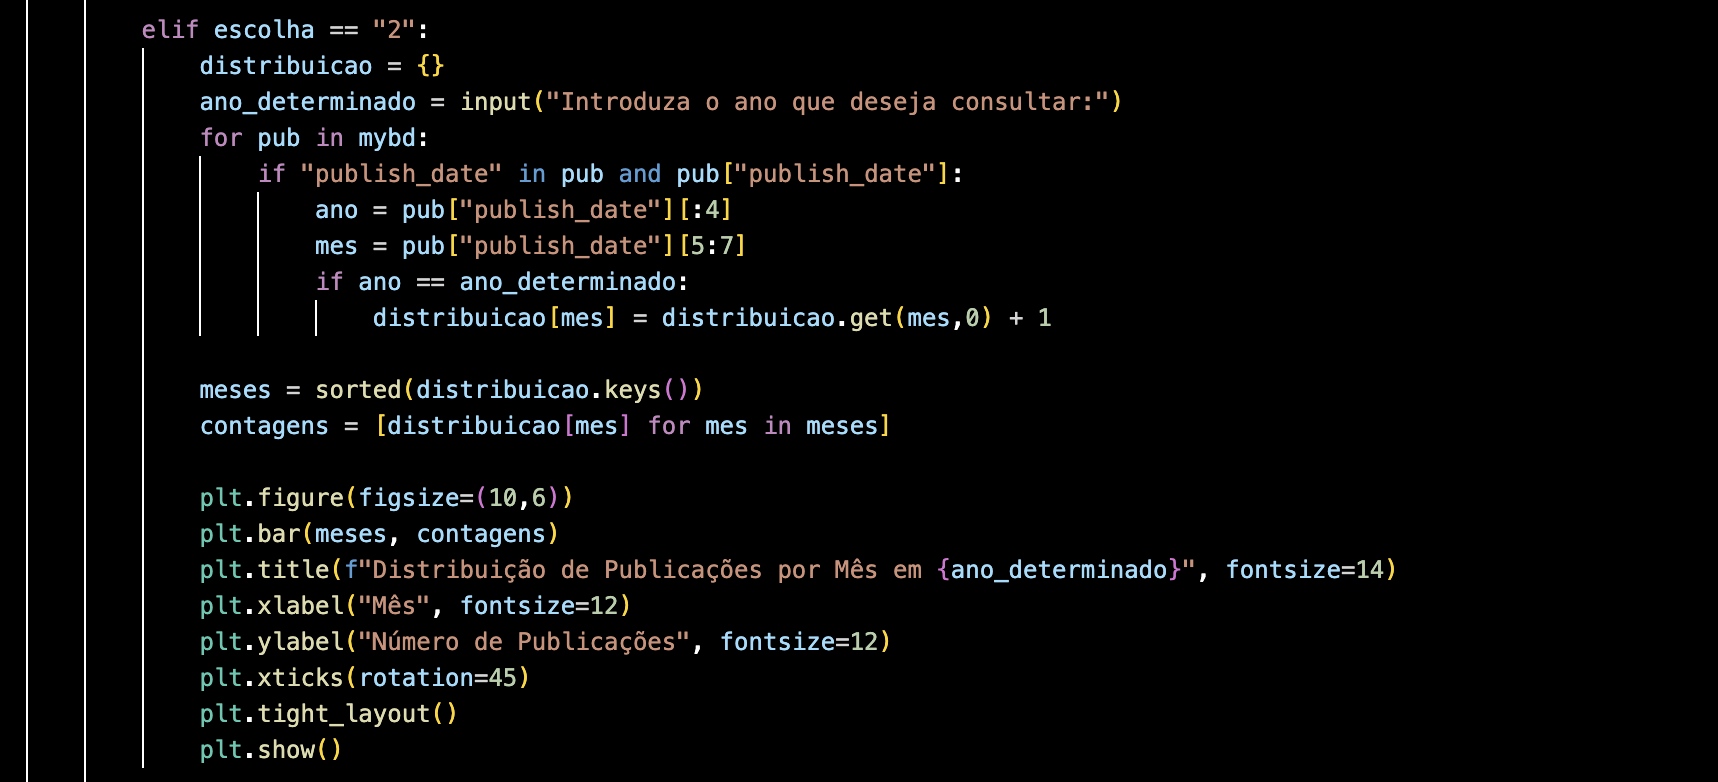 elif escolha == "2":
    distribuicao = {}
    ano_determinado = input("Introduza o ano que deseja consultar:")
    for pub in mybd:
        if "publish_date" in pub and pub["publish_date"]:
            ano = pub["publish_date"][:4]
            mes = pub["publish_date"][5:7]
            if ano == ano_determinado:
                distribuicao[mes] = distribuicao.get(mes,0) + 1

    meses = sorted(distribuicao.keys())
    contagens = [distribuicao[mes] for mes in meses]

    plt.figure(figsize=(10,6))
    plt.bar(meses, contagens)
    plt.title(f"Distribuição de Publicações por Mês em {ano_determinado}", fontsize=14)
    plt.xlabel("Mês", fontsize=12)
    plt.ylabel("Número de Publicações", fontsize=12)
    plt.xticks(rotation=45)
    plt.tight_layout()
    plt.show()